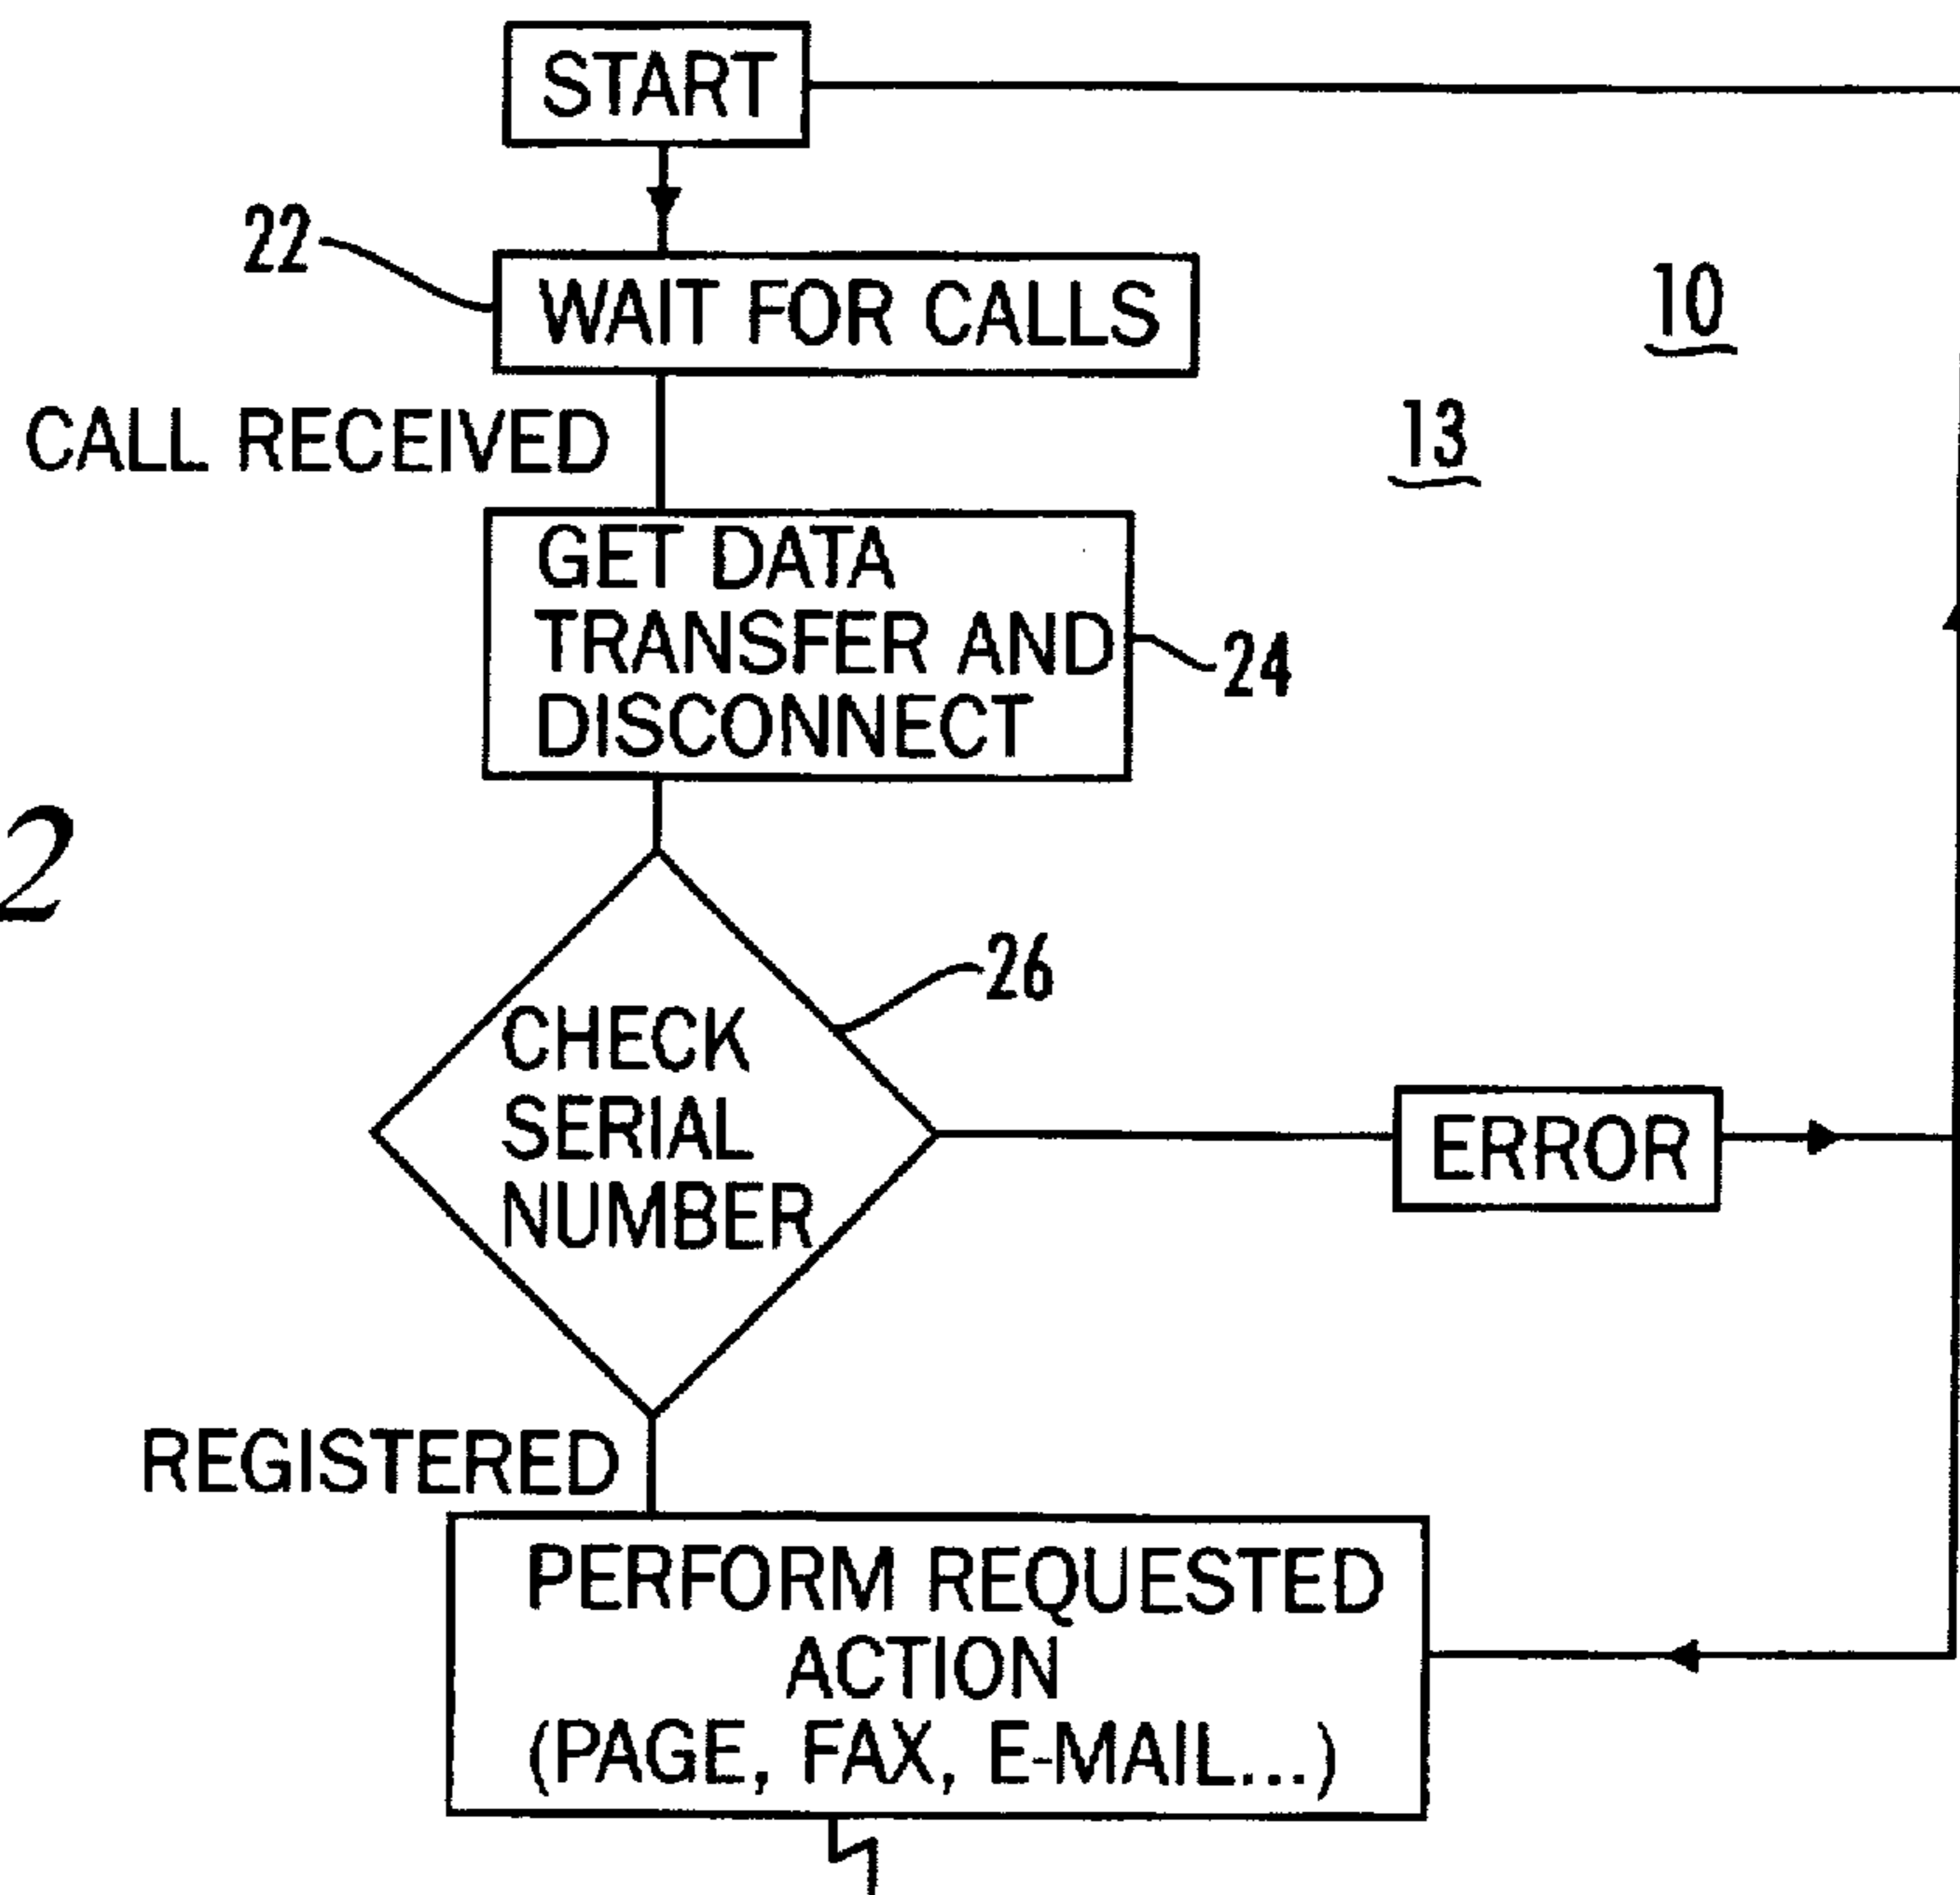 START
22
WAIT FOR CALLS
10
CALL RECEIVED
13
GET DATA
TRANSFER AND
DISCONNECT
24
2
26
CHECK
SERIAL
NUMBER
ERROR
REGISTERED
PERFORM REQUESTED
ACTION
(PAGE, FAX, E-MAIL...)